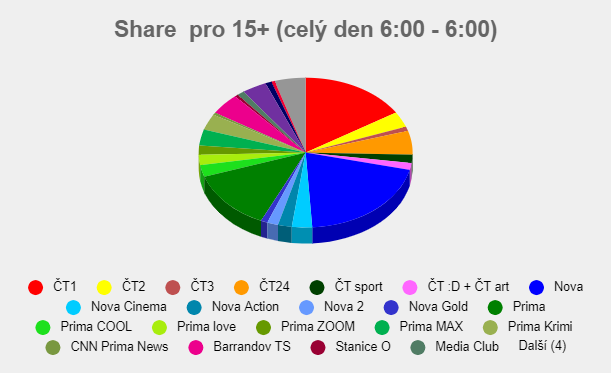 Share pro 15+ (celý den 6:00 - 6:00)
ČT1 ČT2 ČT3 ČT24 ČT sport ČT :D + ČT art Nova
Nova Cinema Nova Action Nova 2 Nova Gold Prima
Prima COOL Prima love Prima ZOOM Prima MAX Prima Krimi
CNN Prima News Barrandov TS Stanice O Media Club Další (4)